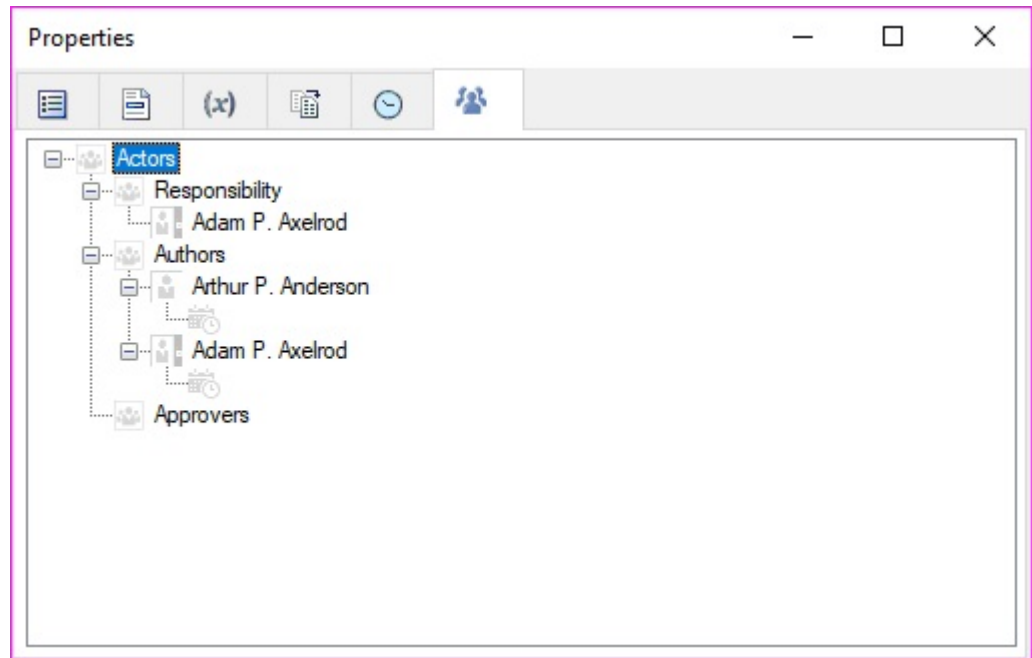 Properties
(x)
Actors
Responsibility
Adam P. Axelrod
Authors
Arthur P. Anderson
Adam P. Axelrod
Approvers